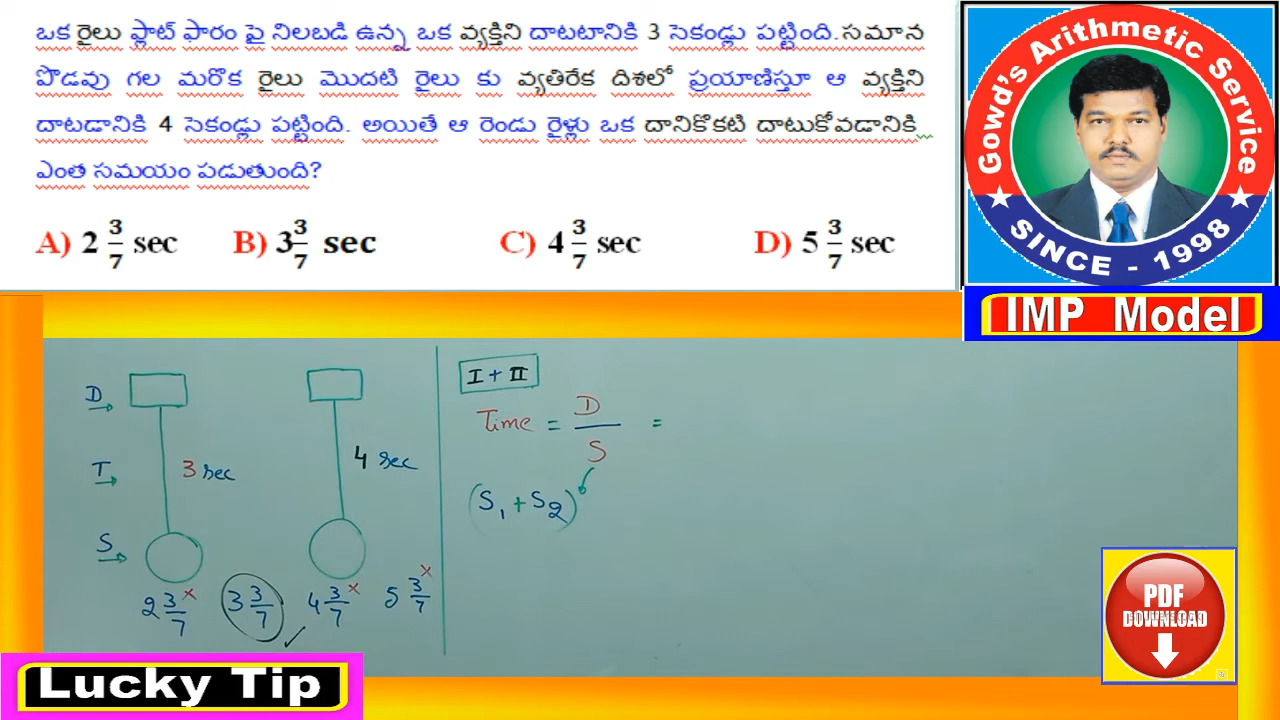 ఒక రైలు ప్లాట్ ఫారం పై నిలబడి ఉన్న ఒక వ్యక్తిని దాటటానికి 3 సెకండ్లు పట్టింది.సమాన
పొడవు గల మరొక రైలు మొదటి రైలు కు వ్యతిరేక దిశలో ప్రయాణిస్తూ ఆ వ్యక్తిని
దాటడానికి 4 సెకండ్లు పట్టింది. అయితే ఆ రెండు రైళ్లు ఒక దానికొకటి దాటుకోవడానికి
ఎంత సమయం పడుతుంది?
A) 2 3/7 sec B) 3 3/7 sec C) 4 3/7 sec D) 5 3/7 sec
Gowd's Arithmetic Service
★ SINCE - 1998 ★
IMP Model
D →
T → 3 sec 4 sec
S →
2 3/7 x 3 3/7 ✓ 4 3/7 x 5 3/7 x
I + II
Time = D/S =
(S₁ + S₂)
PDF
DOWNLOAD
Lucky Tip